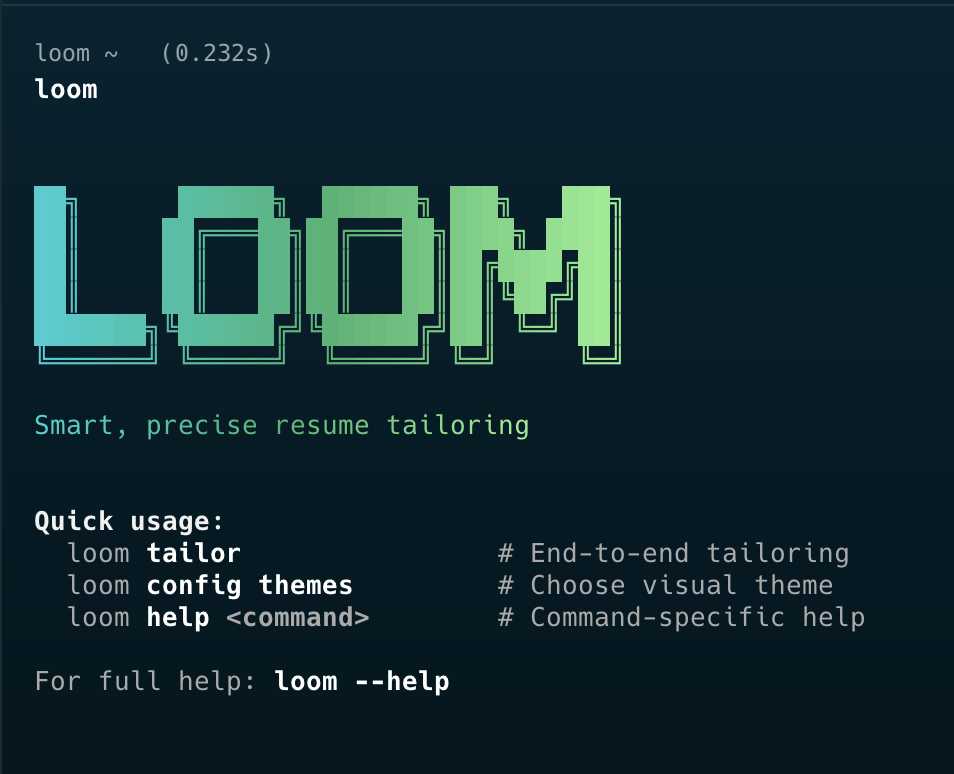 loom ~ (0.232s)
loom
LOOM
Smart, precise resume tailoring
Quick usage:
loom tailor # End-to-end tailoring
loom config themes # Choose visual theme
loom help <command> # Command-specific help
For full help: loom --help